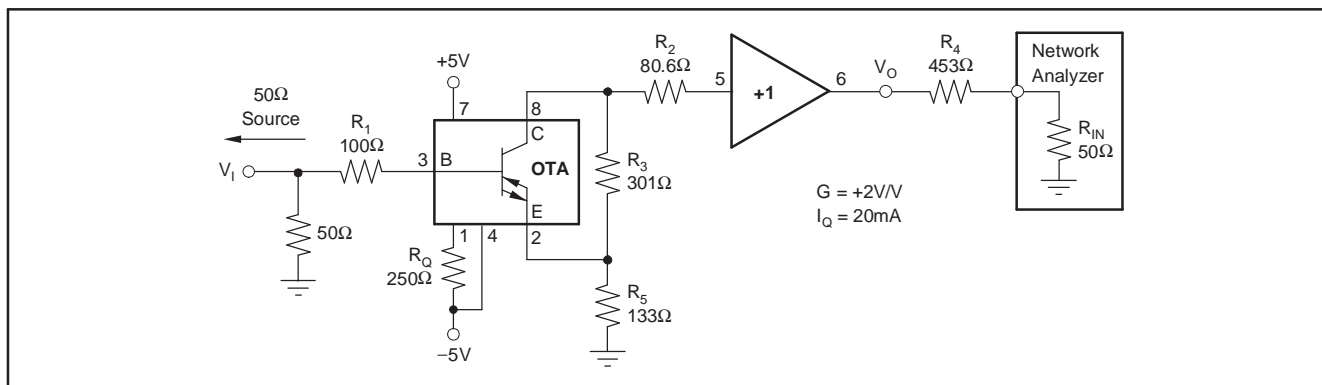 50Ω
Source
V_I
50Ω
R_1
100Ω
+5V
7
3
B
8
C
OTA
E
1
4
2
R_Q
250Ω
−5V
R_2
80.6Ω
R_3
301Ω
R_5
133Ω
5
+1
6
V_O
R_4
453Ω
G = +2V/V
I_Q = 20mA
Network
Analyzer
R_IN
50Ω